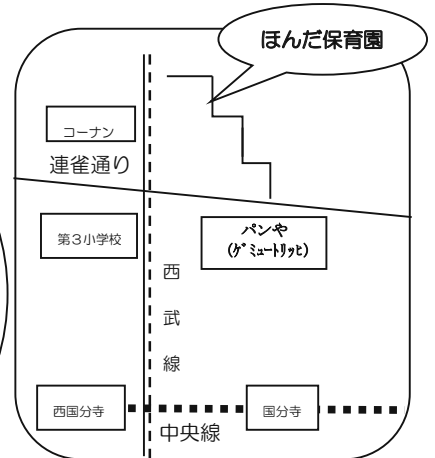 ほんだ保育園
コーナン
連雀通り
第3小学校
パンや
(ゲミュートリッヒ)
西武線
西国分寺
国分寺
中央線